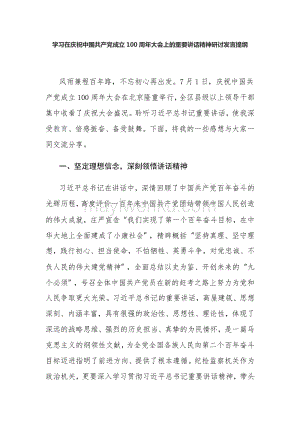 学习在庆祝中国共产党成立 100 周年大会上的重要讲话精神研讨发言提纲
风雨兼程百年路，不忘初心再出发。7 月 1 日，庆祝中国共
产党成立 100 周年大会在北京隆重举行，全区县级以上领导干部
集中收看了庆祝大会盛况。聆听习近平总书记重要讲话，使我深
受教育、倍感振奋、备受鼓舞。下面，将我的一些感想与大家一
同交流分享。
一、坚定理想信念，深刻领悟讲话精神
习近平总书记在讲话中，深情回顾了中国共产党百年奋斗的
光辉历程，高度评价一百年来中国共产党团结带领中国人民创造
的伟大成就，庄严宣告“我们实现了第一个百年奋斗目标，在中
华大地上全面建成了小康社会”，精辟概括“坚持真理、坚守理
想，践行初心、担当使命，不怕牺牲、英勇斗争，对党忠诚、不
负人民的伟大建党精神”，全面总结以史为鉴、开创未来的“九
个必须”，号召全体中国共产党员在新的赶考之路上努力为党和
人民争取更大光荣。习近平总书记的重要讲话，高屋建瓴、思想
深刻、内涵丰富，具有很强的思想性、政治性、理论性，体现了
深远的战略思维、强烈的历史担当、真挚的为民情怀，是一篇马
克思主义的纲领性文献，为全党全国各族人民向第二个百年奋斗
目标迈进指明了前进方向、提供了根本遵循。纪检监察机关作为
政治机关，更要深入学习贯彻习近平总书记重要讲话精神，带头